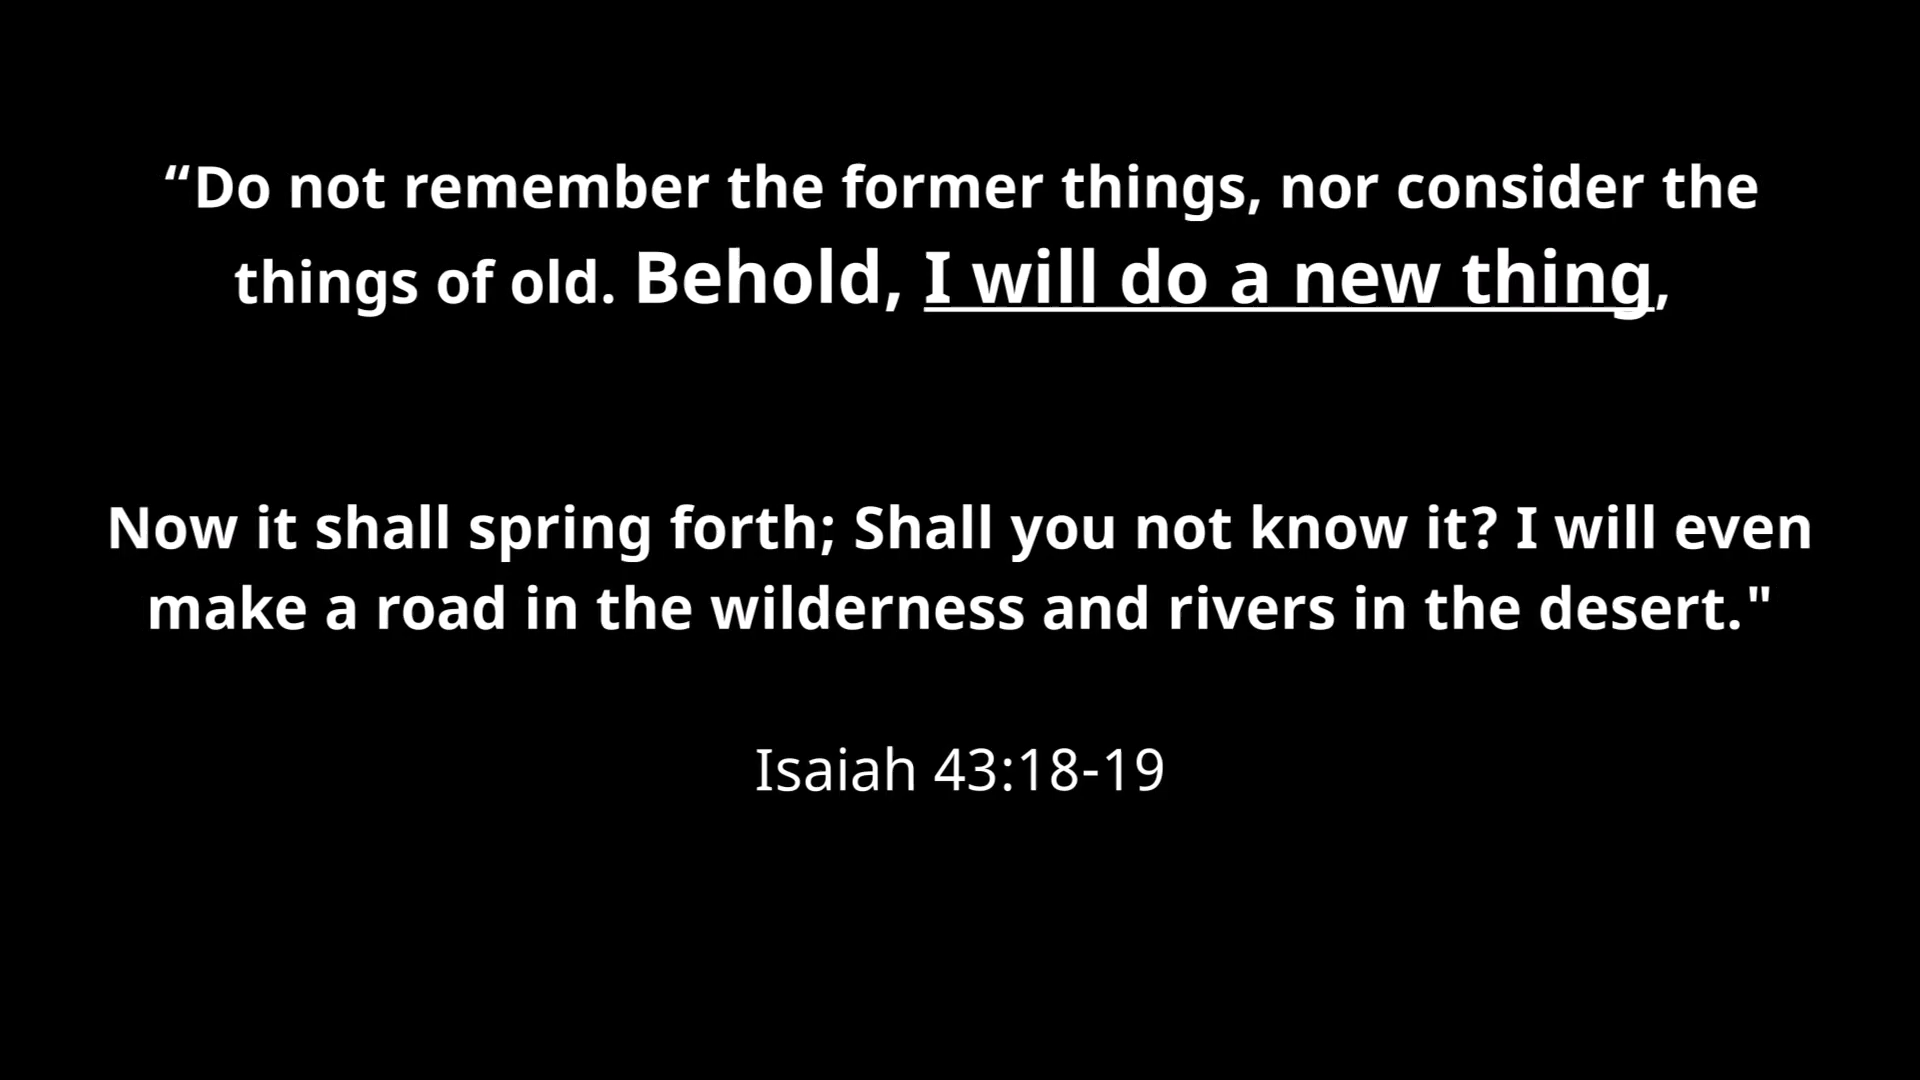 “Do not remember the former things, nor consider the
things of old. Behold, I will do a new thing,
Now it shall spring forth; Shall you not know it? I will even
make a road in the wilderness and rivers in the desert."
Isaiah 43:18-19